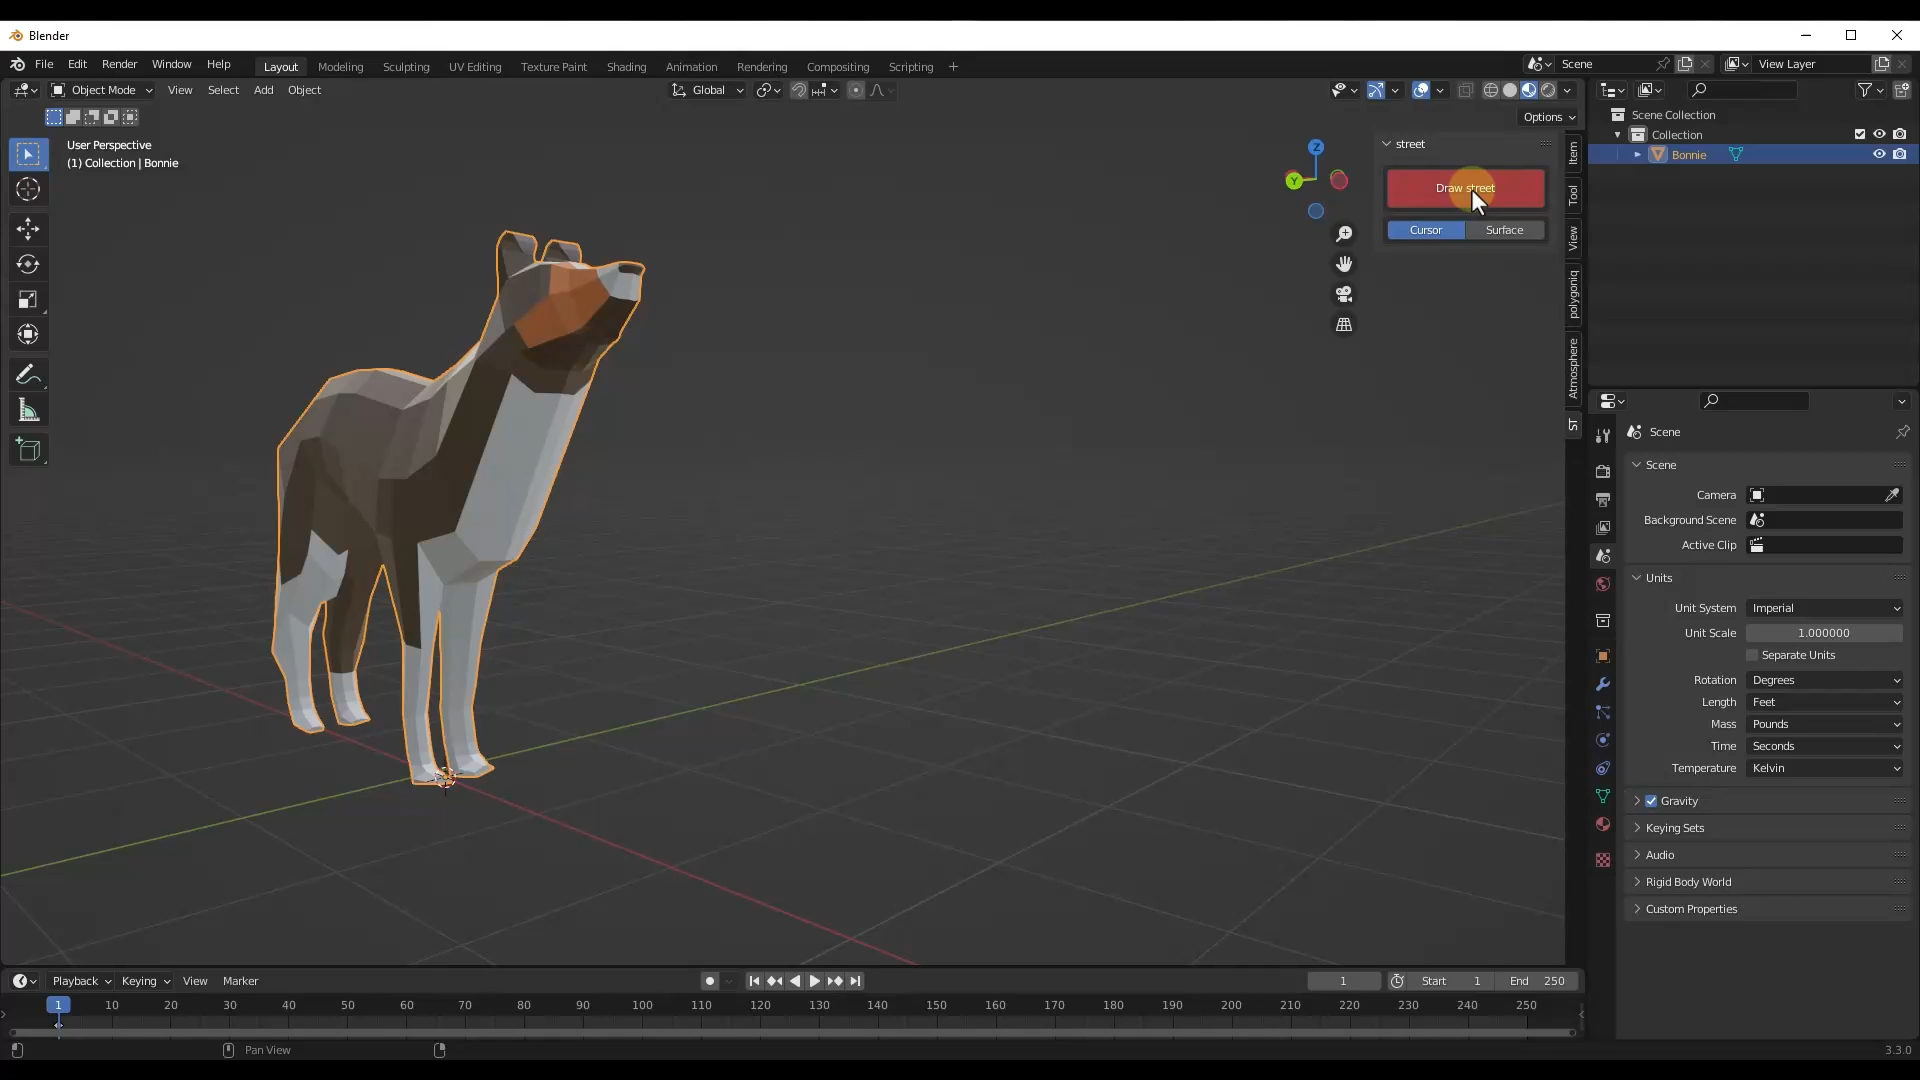 Blender
File Edit Render Window Help Layout Modeling Sculpting UV Editing Texture Paint Shading Animation Rendering Compositing Scripting Scene View Layer
Object Mode View Select Add Object Global
Options
User Perspective
(1) Collection | Bonnie
Z
Y
street
Draw street
Cursor Surface
Item
Tool
View
polygoniq
Atmosphere
ST
Scene Collection
Collection
Bonnie
Scene
Scene
Camera
Background Scene
Active Clip
Units
Unit System Imperial
Unit Scale 1.000000
Separate Units
Rotation Degrees
Length Feet
Mass Pounds
Time Seconds
Temperature Kelvin
Gravity
Keying Sets
Audio
Rigid Body World
Custom Properties
Playback Keying View Marker 1 Start 1 End 250
1 10 20 30 40 50 60 70 80 90 100 110 120 130 140 150 160 170 180 190 200 210 220 230 240 250
Pan View 3.3.0